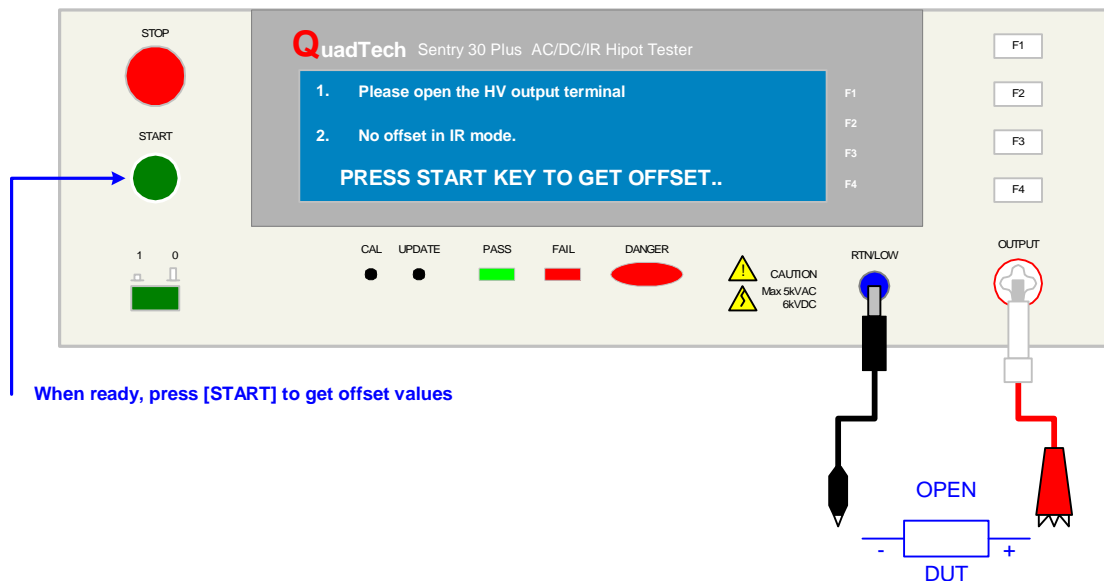 STOP
QuadTech Sentry 30 Plus AC/DC/IR Hipot Tester
F1
1. Please open the HV output terminal
F1
F2
2. No offset in IR mode.
F2
START
F3
F3
PRESS START KEY TO GET OFFSET..
F4
F4
1 0
CAL UPDATE PASS FAIL DANGER
RTN/LOW
OUTPUT
CAUTION
Max 5kVAC
6kVDC
When ready, press [START] to get offset values
OPEN
- +
DUT